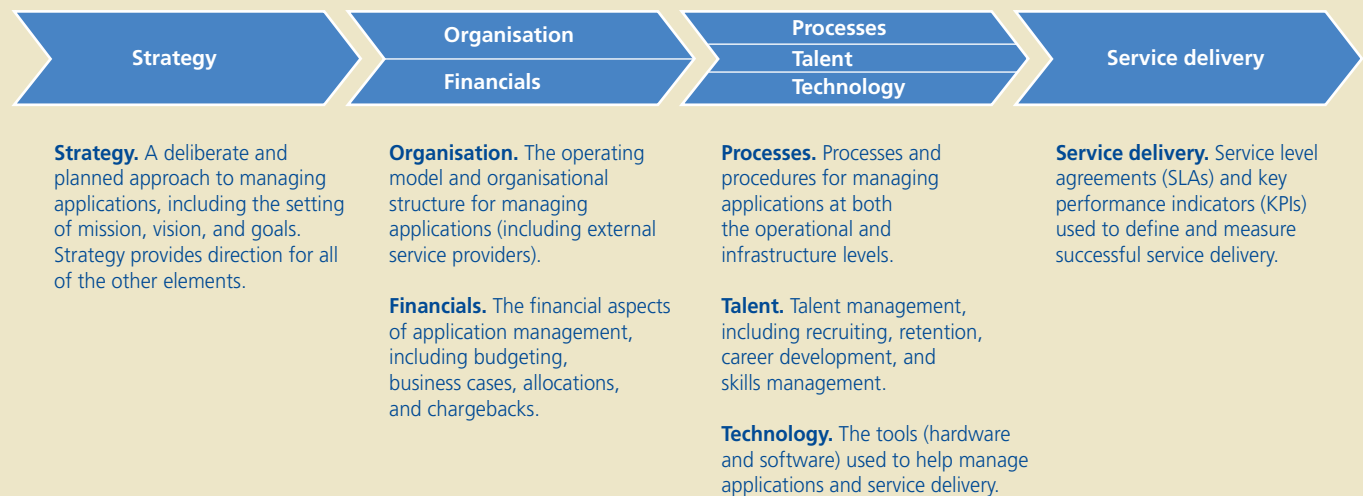 Strategy
Organisation
Financials
Processes
Talent
Technology
Service delivery
Strategy. A deliberate and
planned approach to managing
applications, including the setting
of mission, vision, and goals.
Strategy provides direction for all
of the other elements.
Organisation. The operating
model and organisational
structure for managing
applications (including external
service providers).
Financials. The financial aspects
of application management,
including budgeting,
business cases, allocations,
and chargebacks.
Processes. Processes and
procedures for managing
applications at both
the operational and
infrastructure levels.
Talent. Talent management,
including recruiting, retention,
career development, and
skills management.
Technology. The tools (hardware
and software) used to help manage
applications and service delivery.
Service delivery. Service level
agreements (SLAs) and key
performance indicators (KPIs)
used to define and measure
successful service delivery.